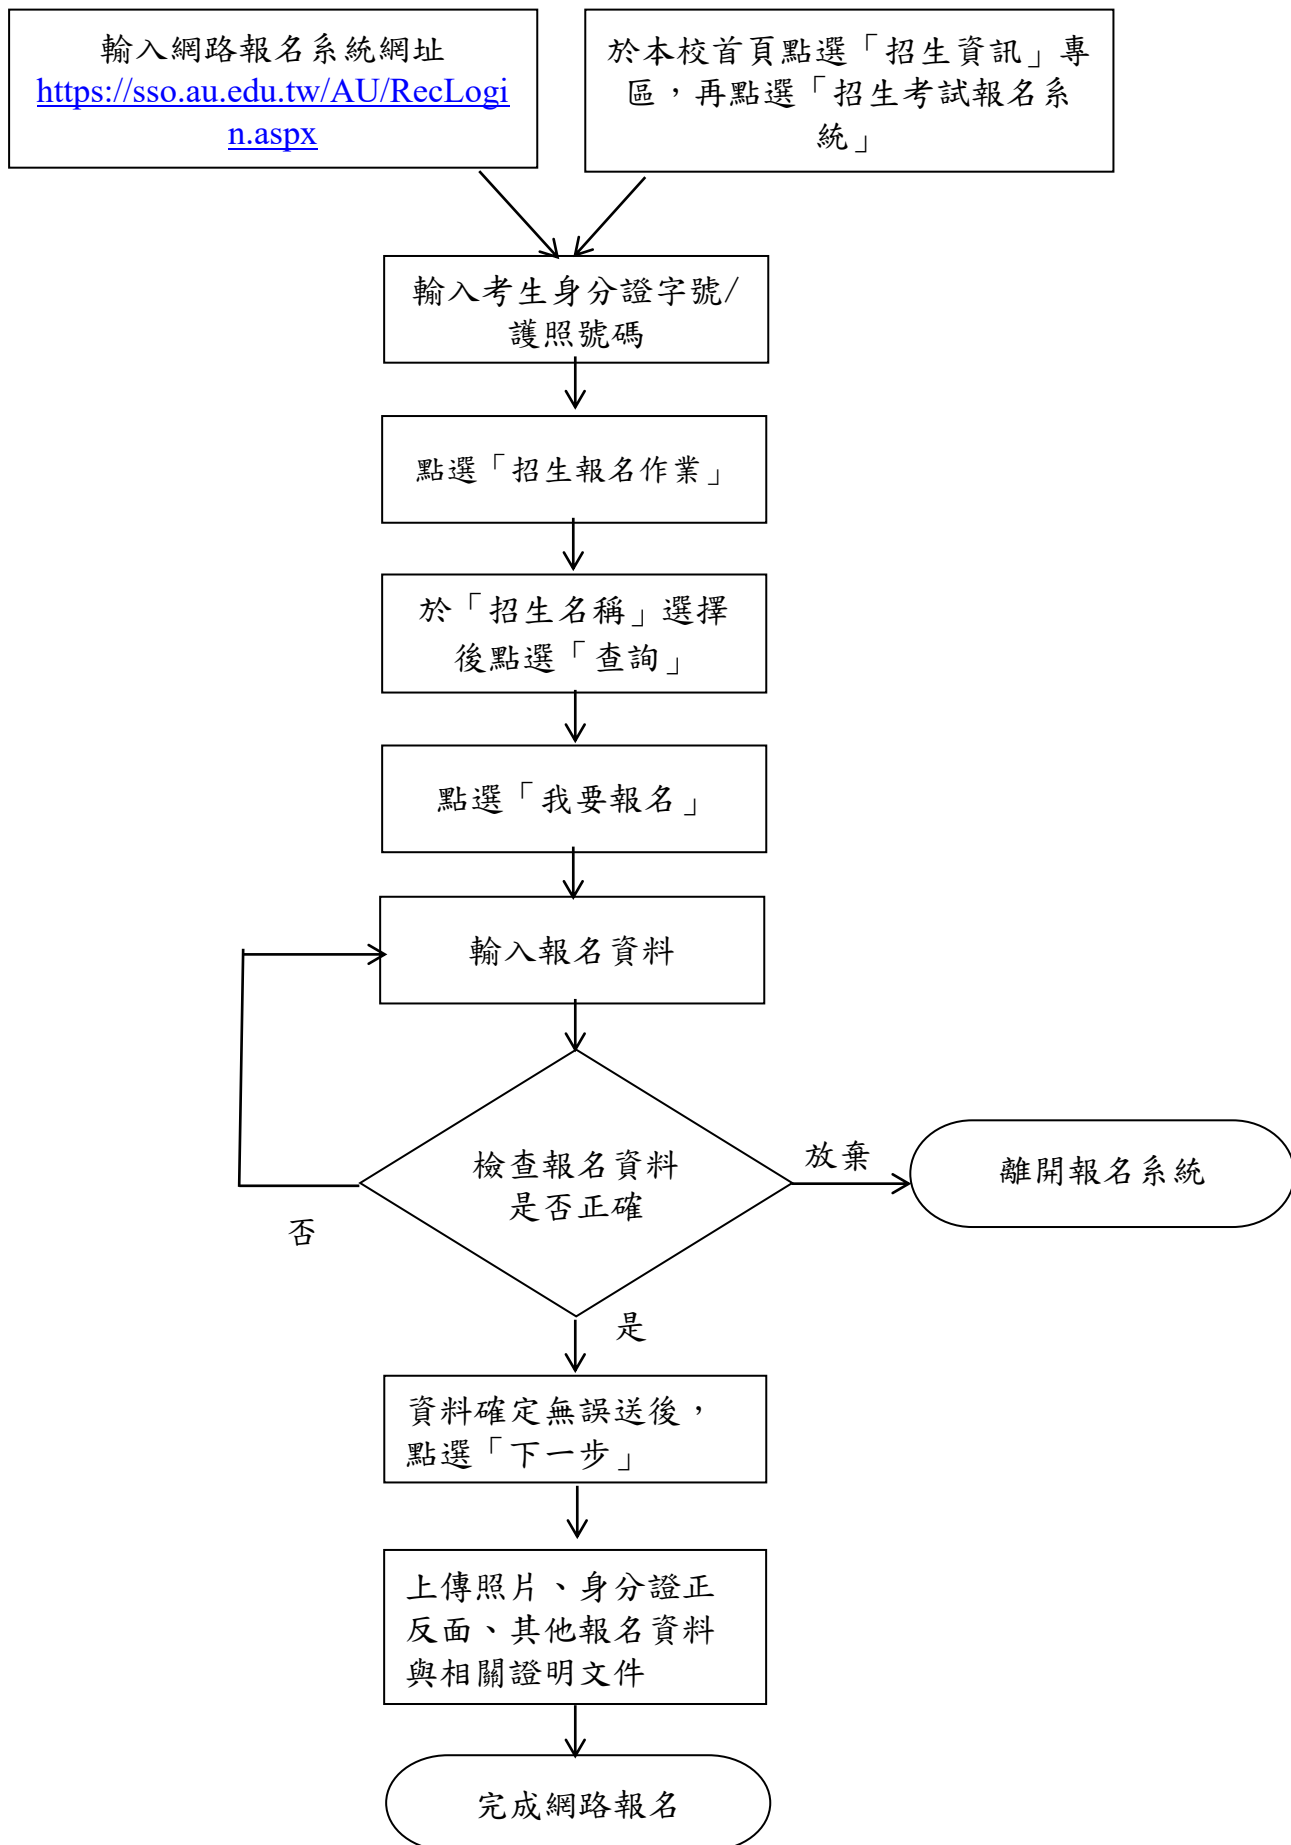 輸入網路報名系統網址
https://sso.au.edu.tw/AU/RecLogi
n.aspx
於本校首頁點選「招生資訊」專
區，再點選「招生考試報名系
統」
輸入考生身分證字號/
護照號碼
點選「招生報名作業」
於「招生名稱」選擇
後點選「查詢」
點選「我要報名」
輸入報名資料
檢查報名資料
是否正確
放棄
離開報名系統
否
是
資料確定無誤送後，
點選「下一步」
上傳照片、身分證正
反面、其他報名資料
與相關證明文件
完成網路報名